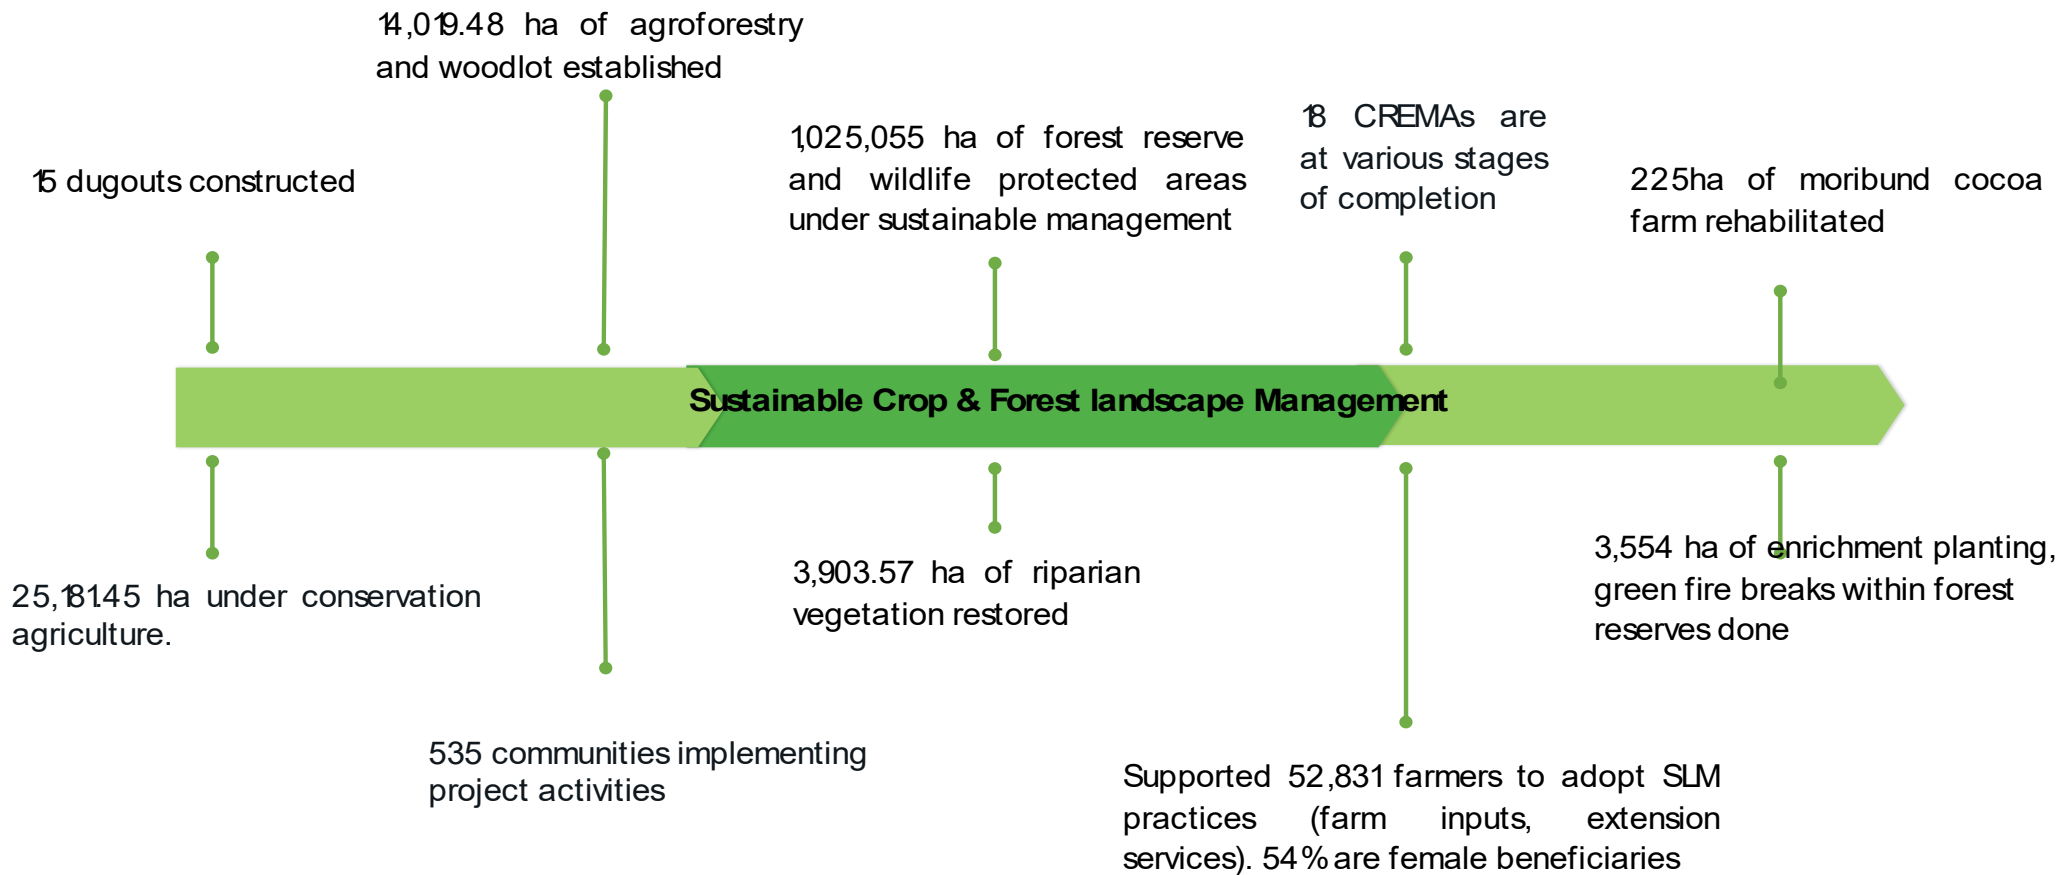 14,019.48 ha of agroforestry
and woodlot established
15 dugouts constructed
1,025,055 ha of forest reserve
and wildlife protected areas
under sustainable management
18 CREMAs are
at various stages
of completion
225ha of moribund cocoa
farm rehabilitated
Sustainable Crop & Forest landscape Management
25,181.45 ha under conservation
agriculture.
535 communities implementing
project activities
3,903.57 ha of riparian
vegetation restored
Supported 52,831 farmers to adopt SLM
practices (farm inputs, extension
services). 54% are female beneficiaries
3,554 ha of enrichment planting,
green fire breaks within forest
reserves done